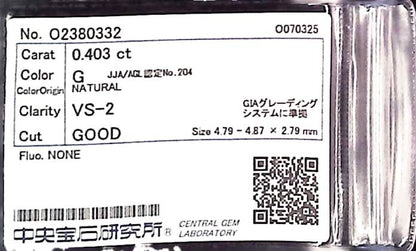 No. O2380332 O070325
Carat 0.403 ct
Color G JJA/AGL認定No.204
ColorOrigin NATURAL
Clarity VS-2 GIAグレーディングシステムに準拠
Cut GOOD Size 4.79 - 4.87 × 2.79 mm
Fluo. NONE
中央宝石研究所® CENTRAL GEM LABORATORY